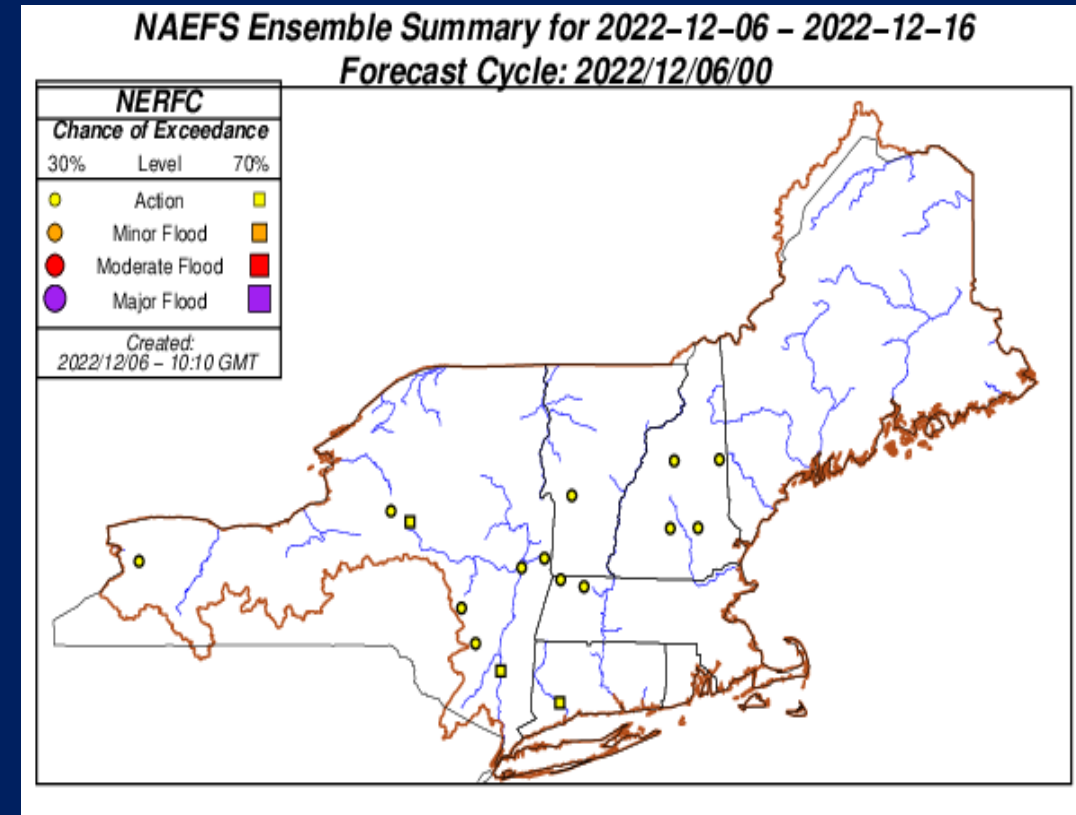 NAEFS Ensemble Summary for 2022–12–06 – 2022–12–16
Forecast Cycle: 2022/12/06/00
NERFC
Chance of Exceedance
30% Level 70%
Action
Minor Flood
Moderate Flood
Major Flood
Created:
2022/12/06 – 10:10 GMT